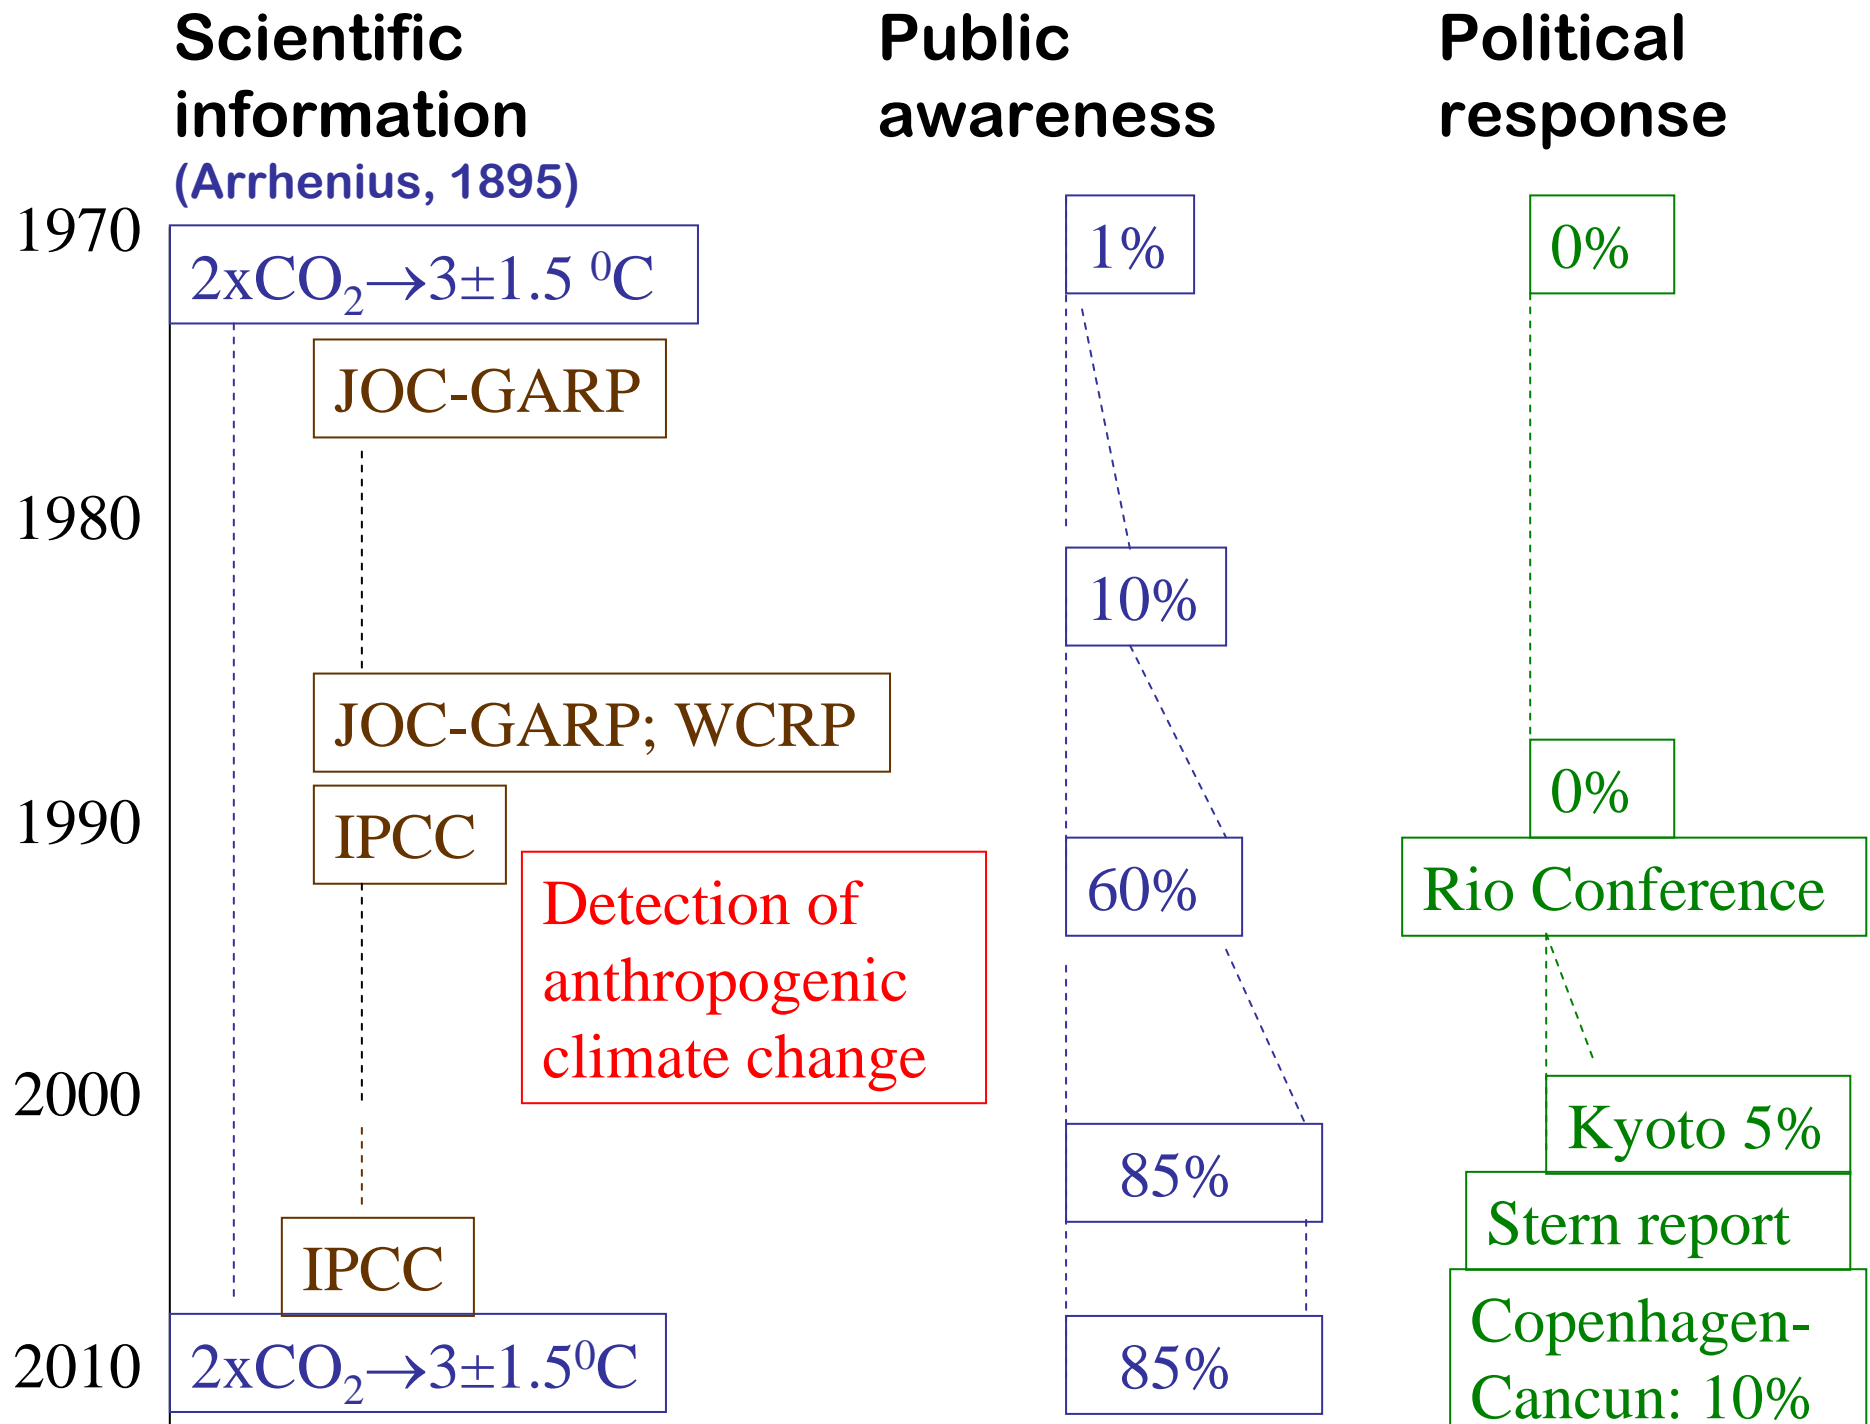 Scientific
information
(Arrhenius, 1895)
Public
awareness
Political
response
1970
2xCO₂→3±1.5 ⁰C
1%
0%
JOC-GARP
1980
10%
JOC-GARP; WCRP
0%
1990
IPCC
60%
Rio Conference
Detection of
anthropogenic
climate change
2000
Kyoto 5%
85%
Stern report
IPCC
2010
2xCO₂→3±1.5⁰C
85%
Copenhagen-
Cancun: 10%